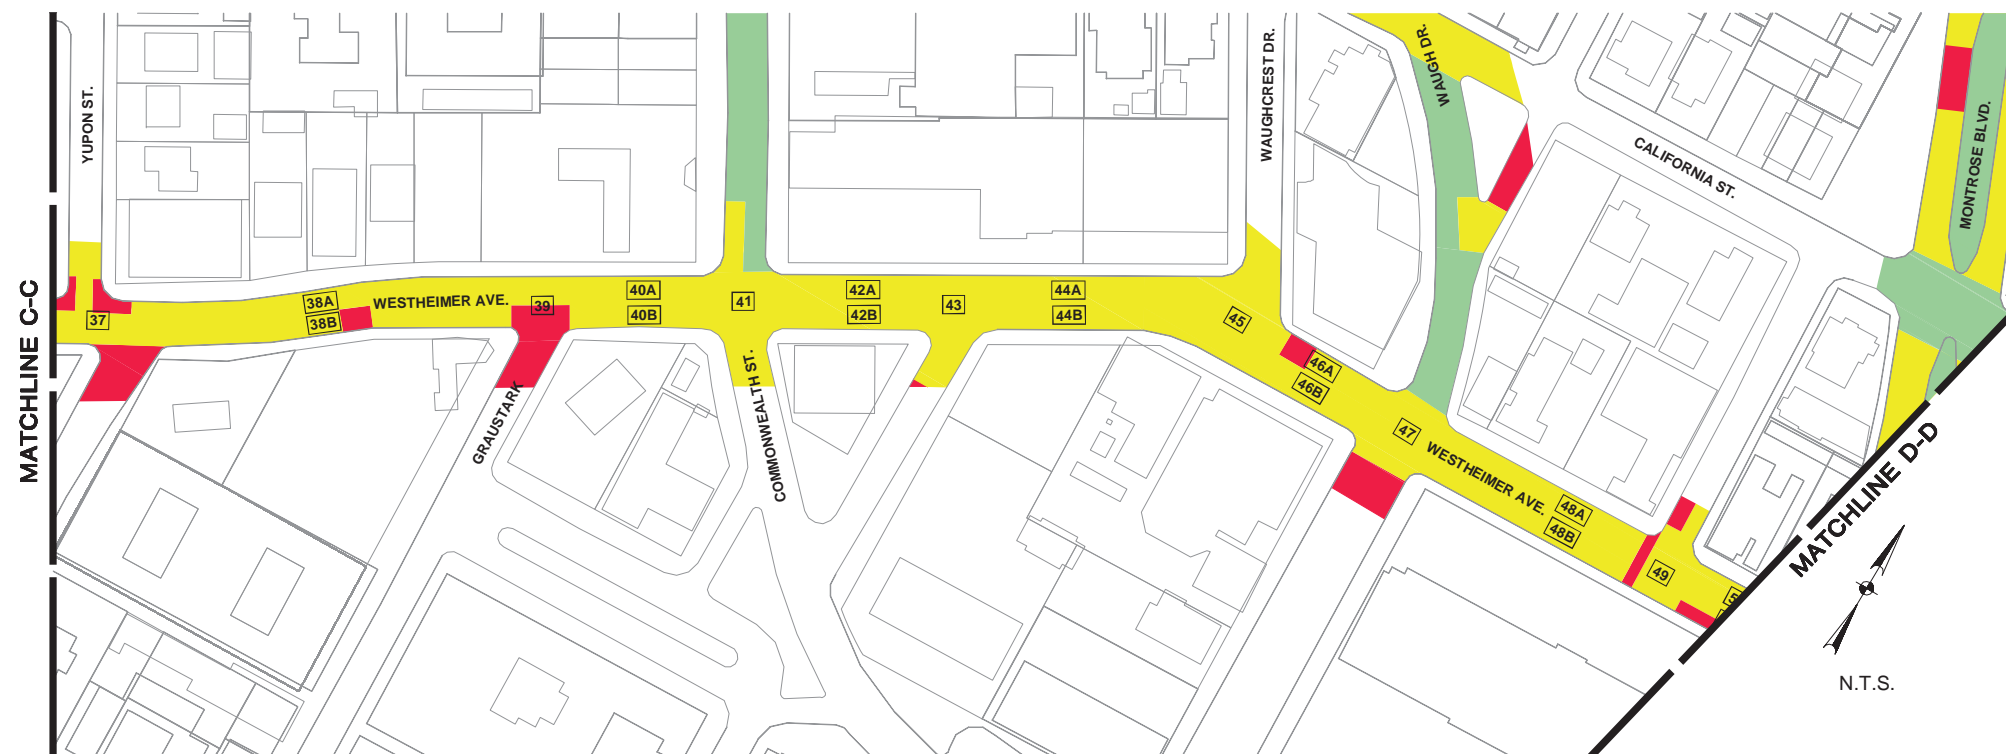 WAUGH DR.
WAUGHCREST DR.
YUPON ST.
MONTROSE BLVD.
CALIFORNIA ST.
MATCHLINE C-C
37
38A
38B
WESTHEIMER AVE.
39
40A
40B
41
42A
42B
43
44A
44B
45
46A
46B
47
WESTHEIMER AVE.
48A
48B
49
GRAUSTARK
COMMONWEALTH ST.
MATCHLINE D-D
N.T.S.